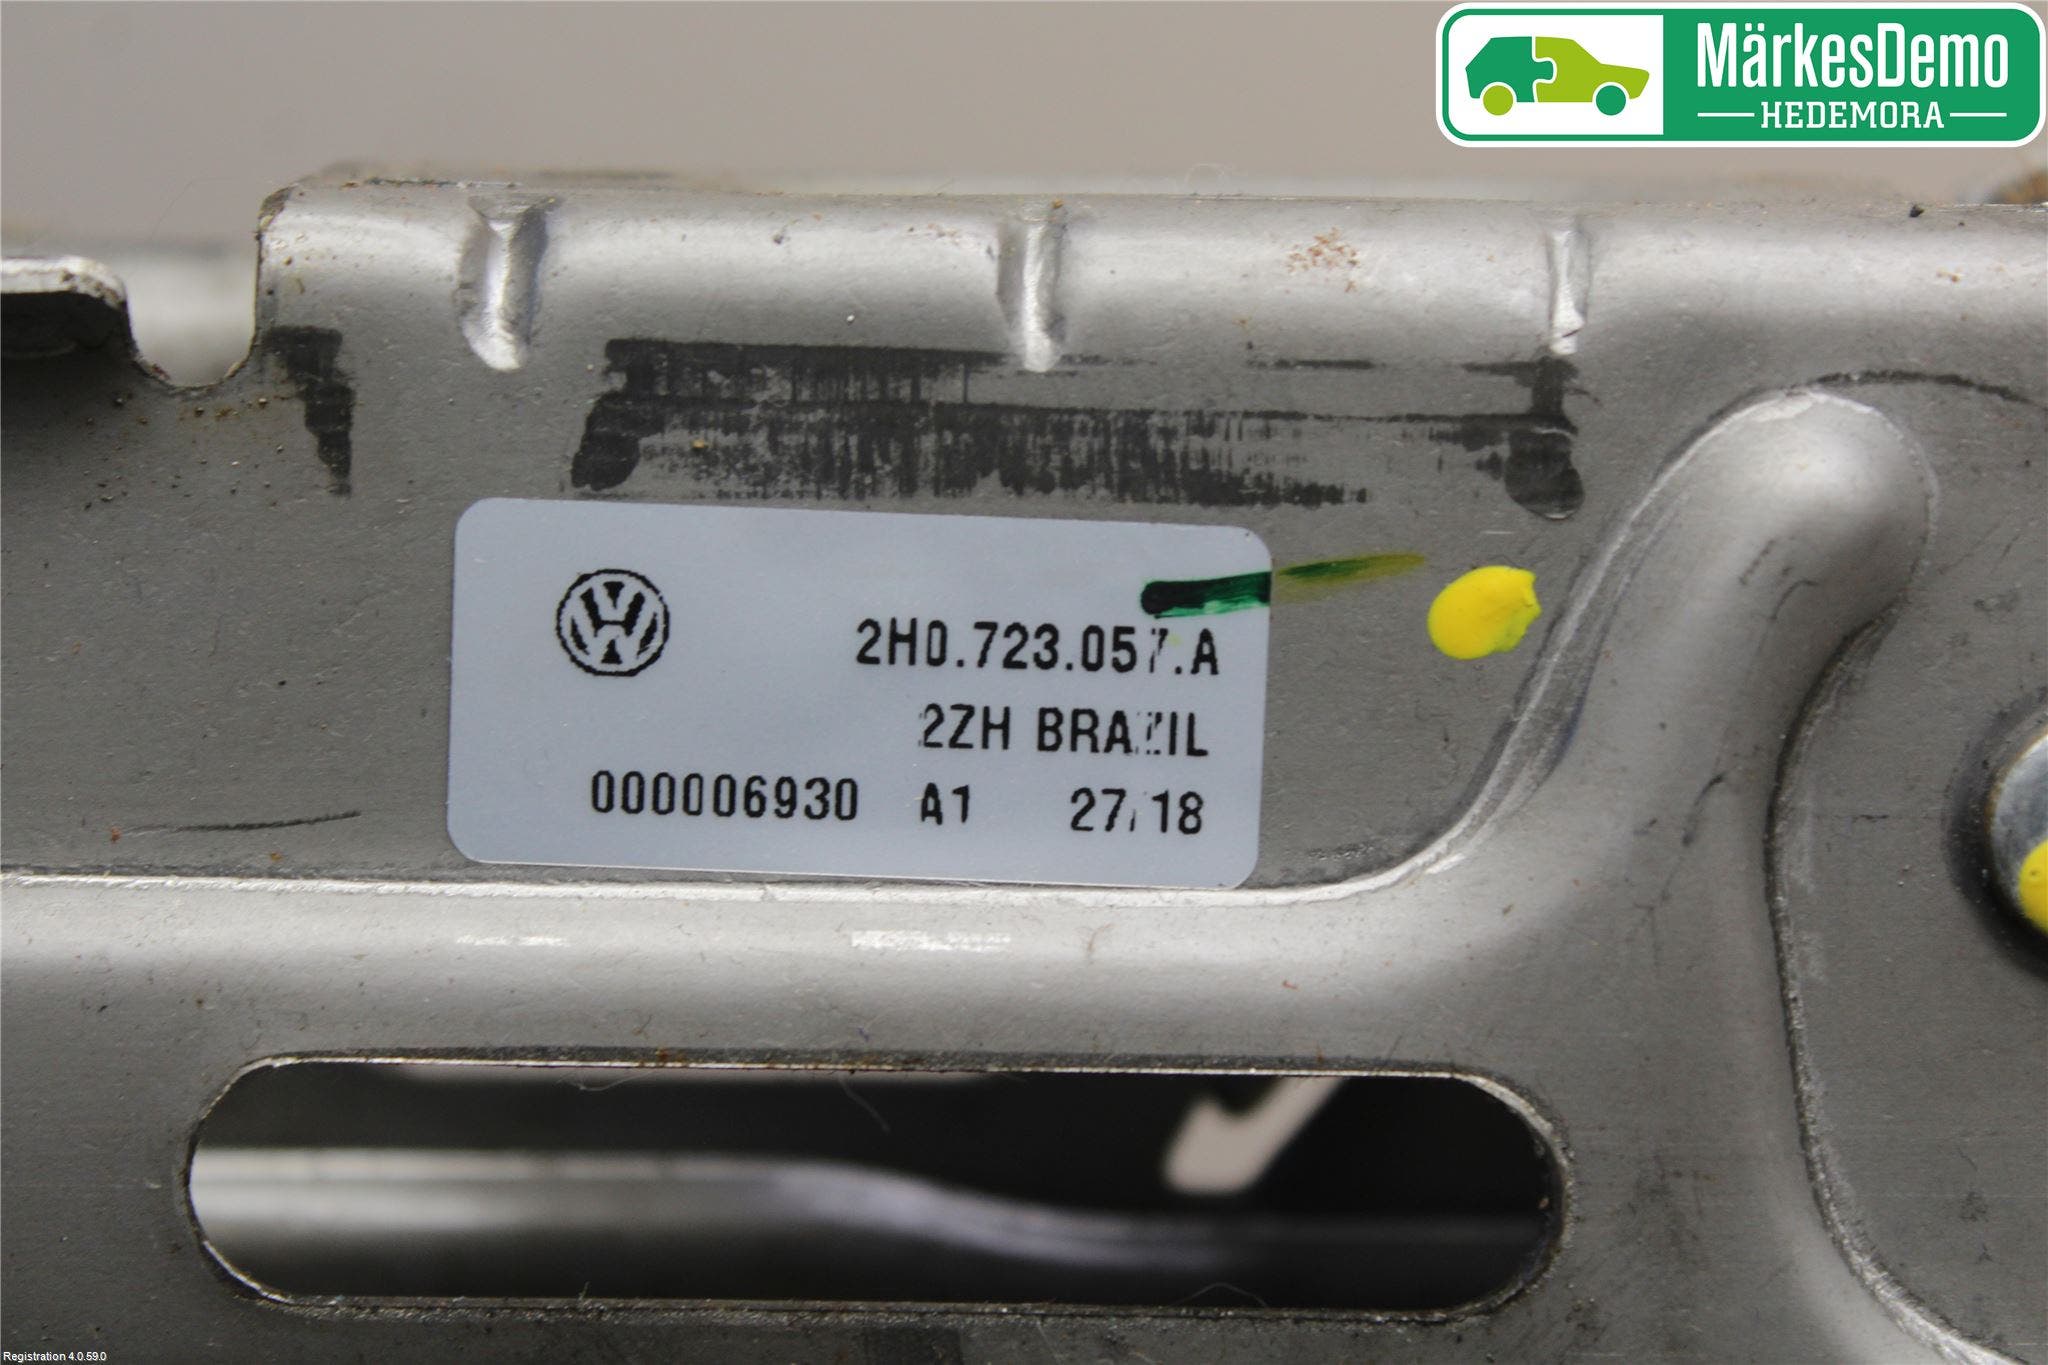 MärkesDemo
HEDEMORA
2H0.723.057.A
2ZH BRAZIL
000006930 A1 27/18
Registration 4.0.59.0